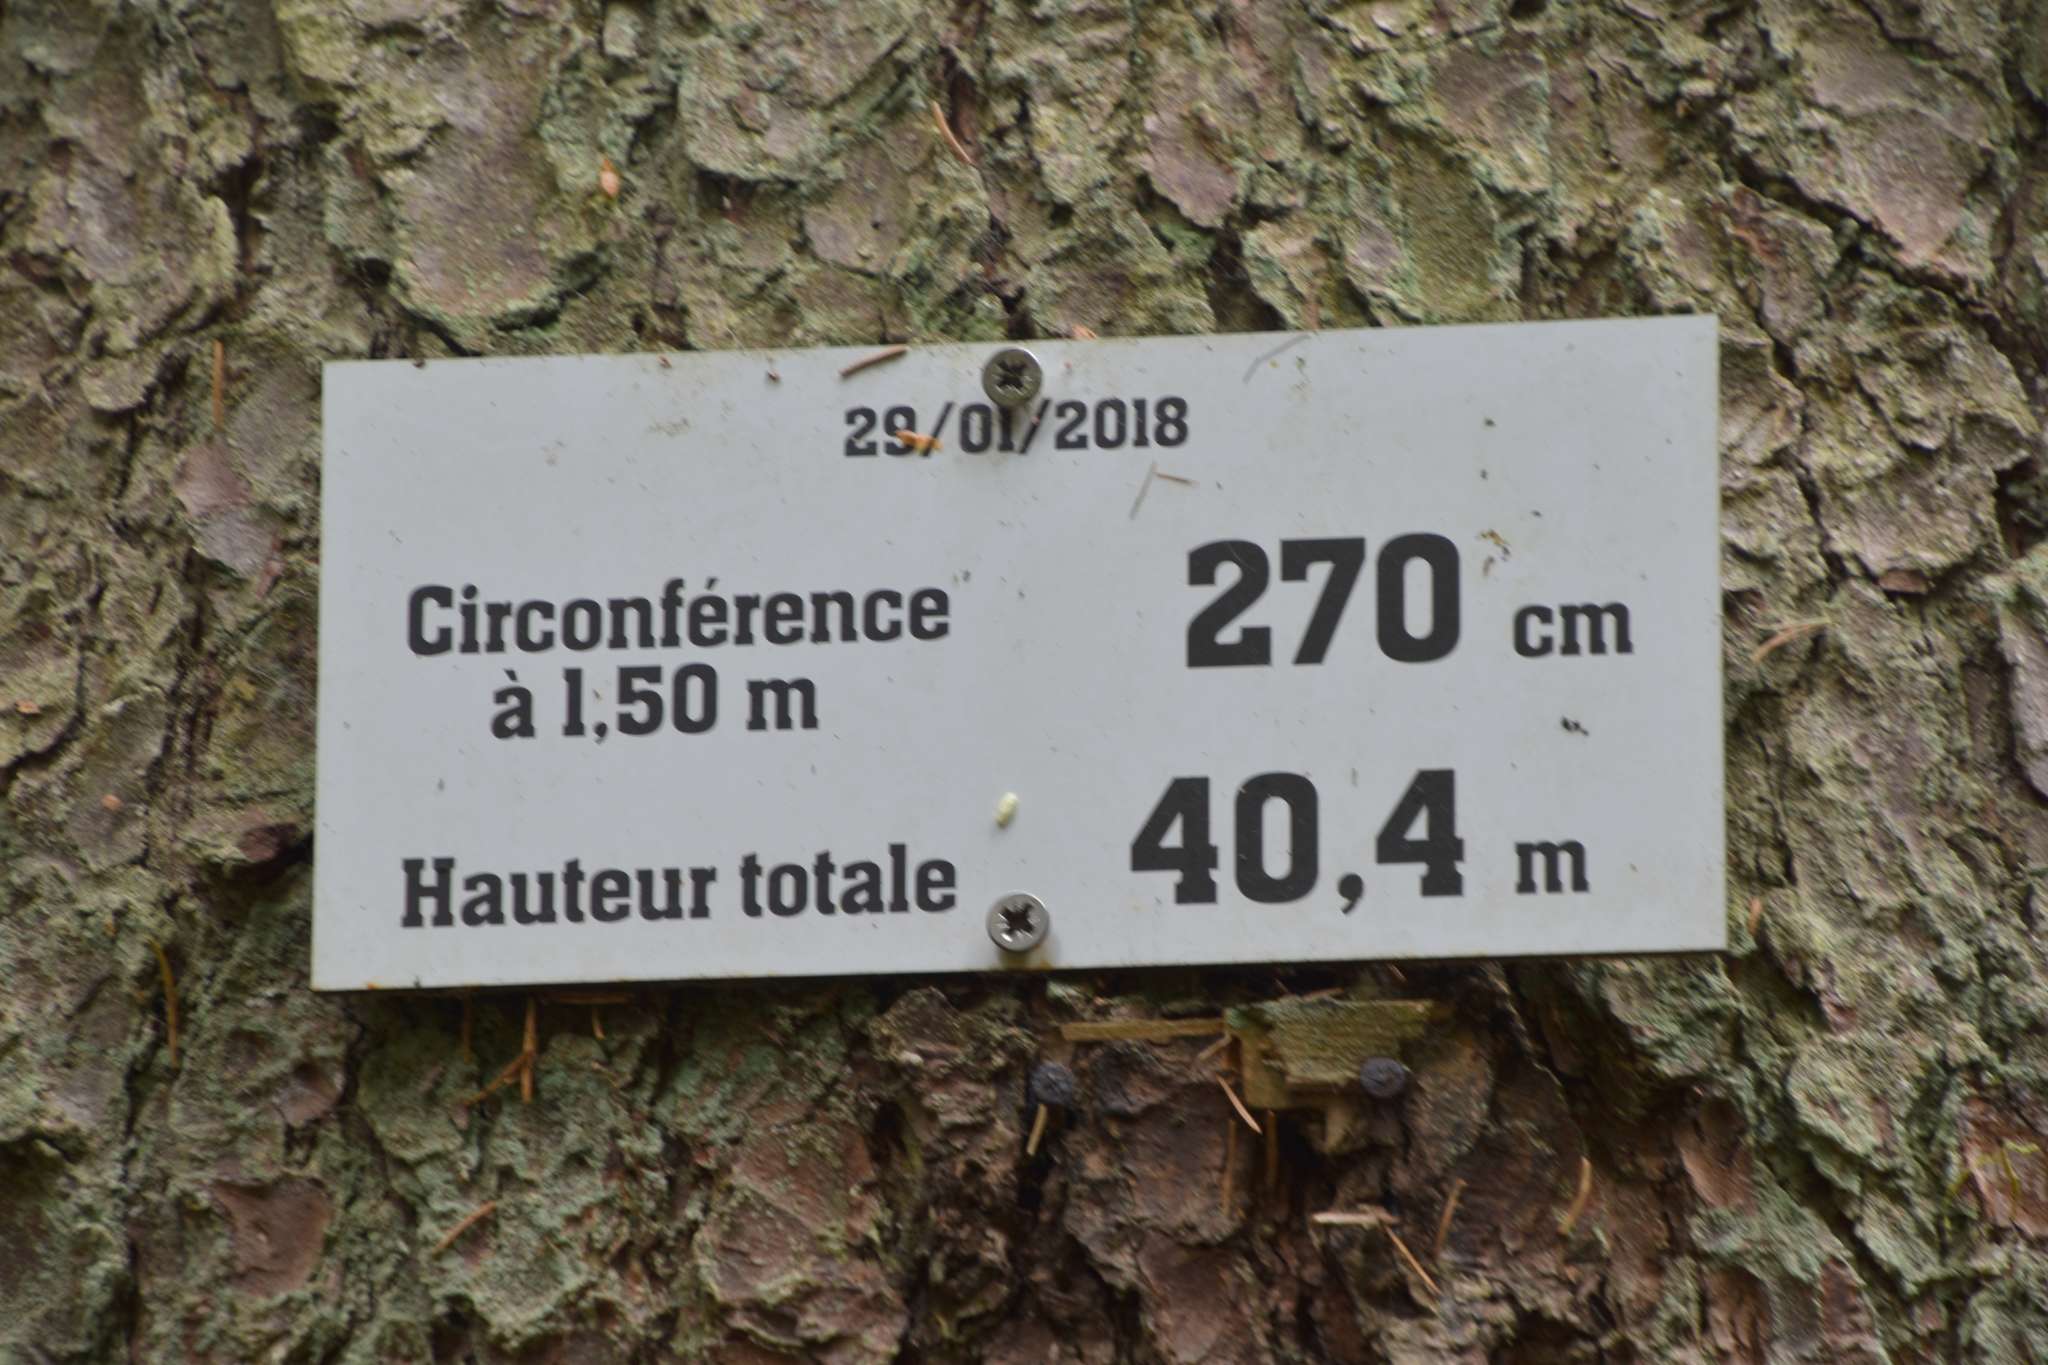 29/01/2018
Circonférence 270 cm
à 1,50 m
Hauteur totale 40,4 m